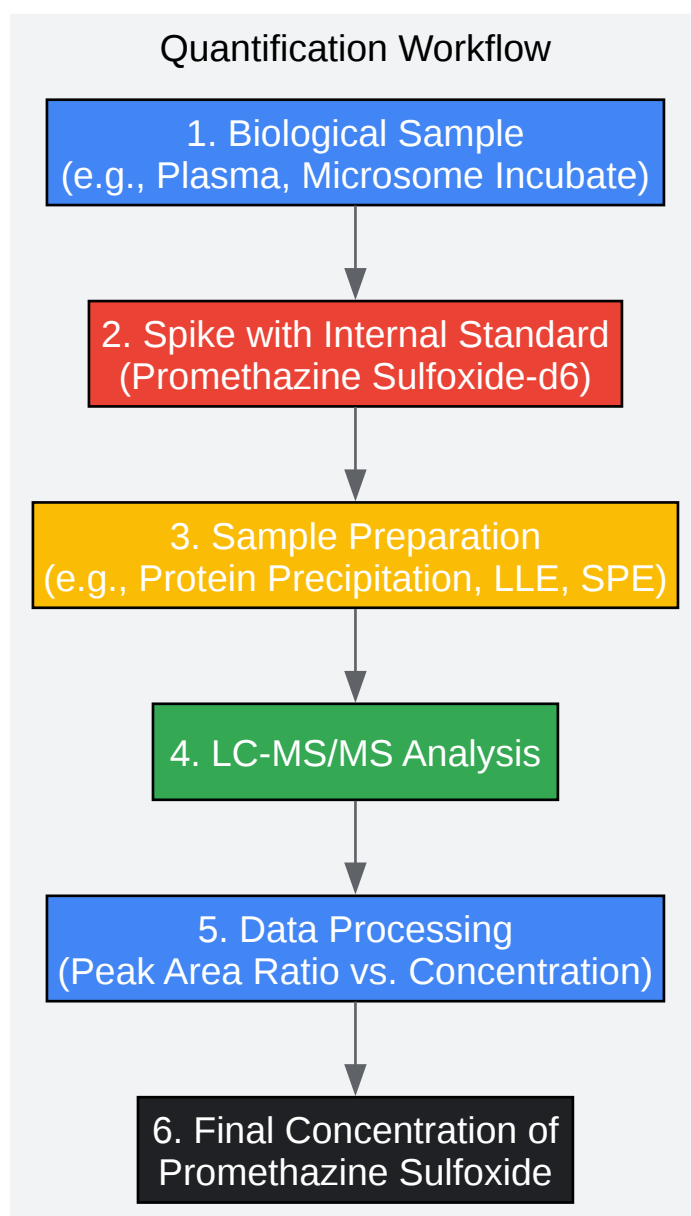 Quantification Workflow
1. Biological Sample
(e.g., Plasma, Microsome Incubate)
2. Spike with Internal Standard
(Promethazine Sulfoxide-d6)
3. Sample Preparation
(e.g., Protein Precipitation, LLE, SPE)
4. LC-MS/MS Analysis
5. Data Processing
(Peak Area Ratio vs. Concentration)
6. Final Concentration of
Promethazine Sulfoxide